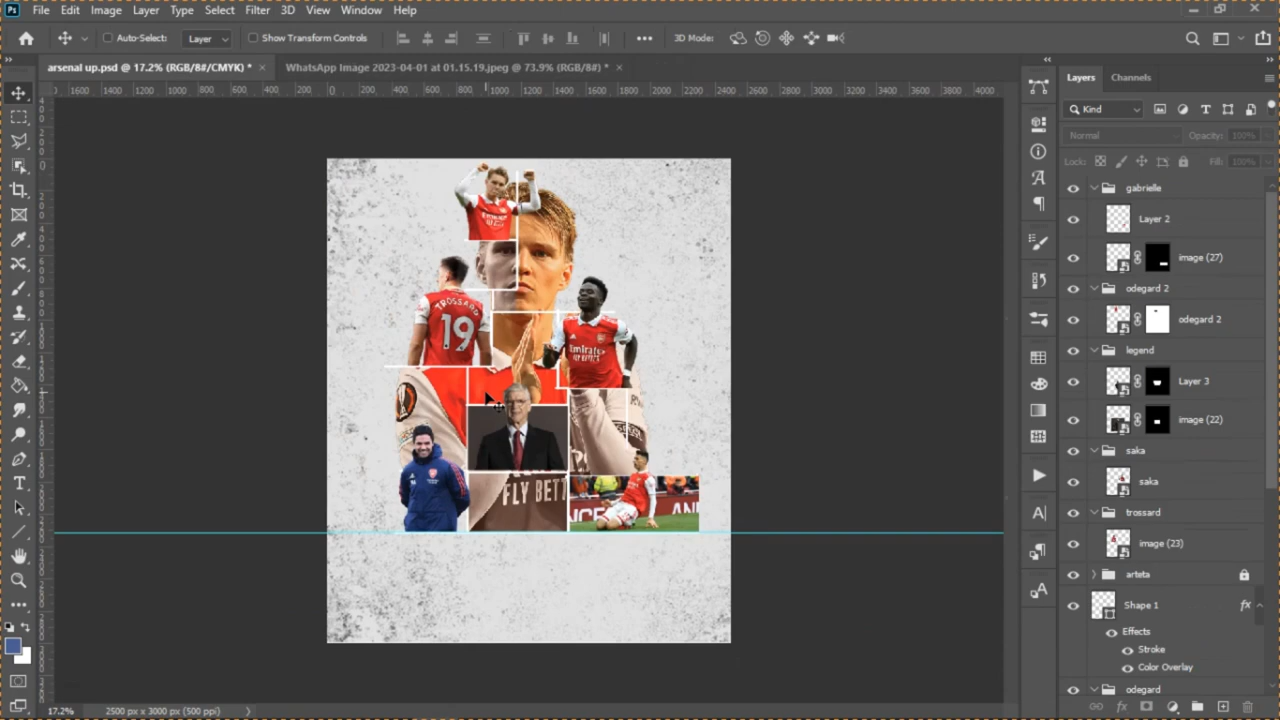 Ps File Edit Image Layer Type Select Filter 3D View Window Help
Auto-Select: Layer Show Transform Controls 3D Mode:
arsenal up.psd @ 17.2% (RGB/8#/CMYK) * × WhatsApp Image 2023-04-01 at 01.15.19.jpeg @ 73.9% (RGB/8#) * ×
1600 1400 1200 1000 800 600 400 200 0 200 400 600 800 1000 1200 1400 1600 1800 2000 2200 2400 2600 2800 3000 3200 3400 3600 3800 4000
Layers Channels
Kind
Normal Opacity: 100%
Lock: Fill: 100%
gabrielle
Layer 2
image (27)
odegard 2
odegard 2
legend
Layer 3
image (22)
saka
saka
trossard
image (23)
arteta
Shape 1 fx
Effects
Stroke
Color Overlay
odegard
TROSSARD
19
Emirates
FLY BETTER
FLY BETT
17.2% 2500 px x 3000 px (500 ppi)